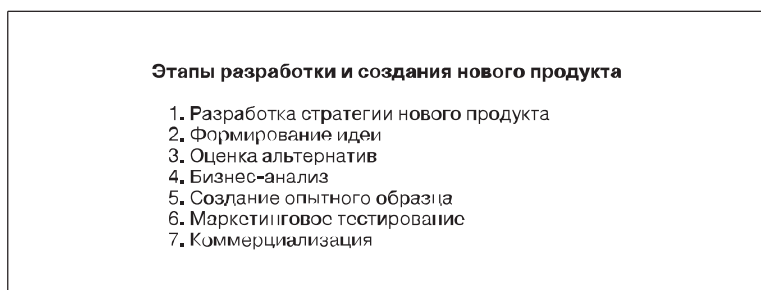 Этапы разработки и создания нового продукта
1. Разработка стратегии нового продукта
2. Формирование идеи
3. Оценка альтернатив
4. Бизнес-анализ
5. Создание опытного образца
6. Маркетинговое тестирование
7. Коммерциализация